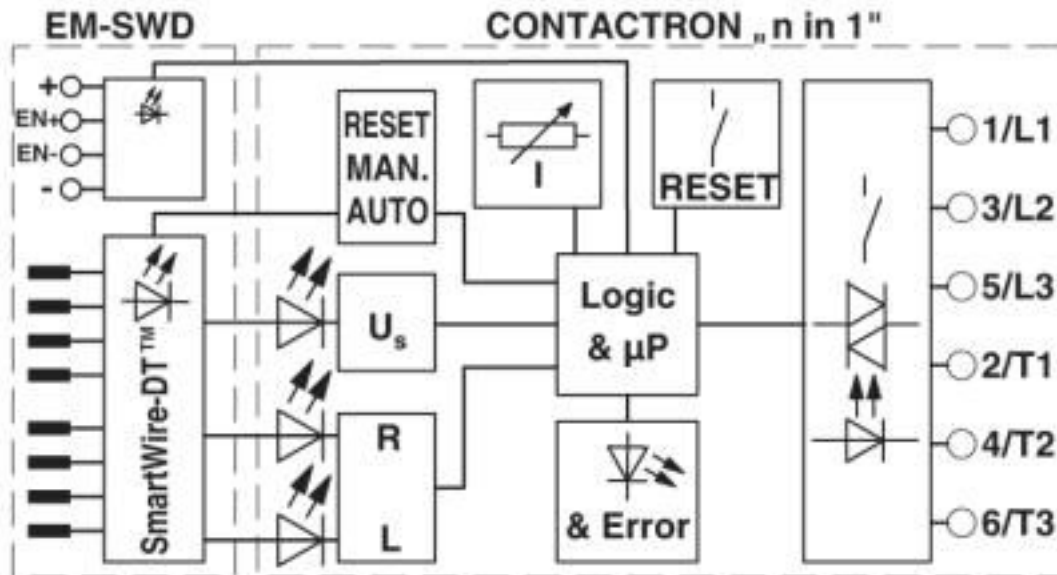 EM-SWD
CONTACTRON „n in 1"
+
EN+
EN-
-
RESET
MAN.
AUTO
I
RESET
1/L1
3/L2
5/L3
2/T1
4/T2
6/T3
SmartWire-DT™
Us
Logic
& µP
R
L
& Error